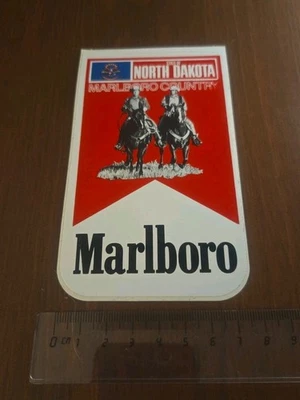 NORTH DAKOTA
MARLBORO COUNTRY
Marlboro
0 CM 1 2 3 4 5 6 7 8 9